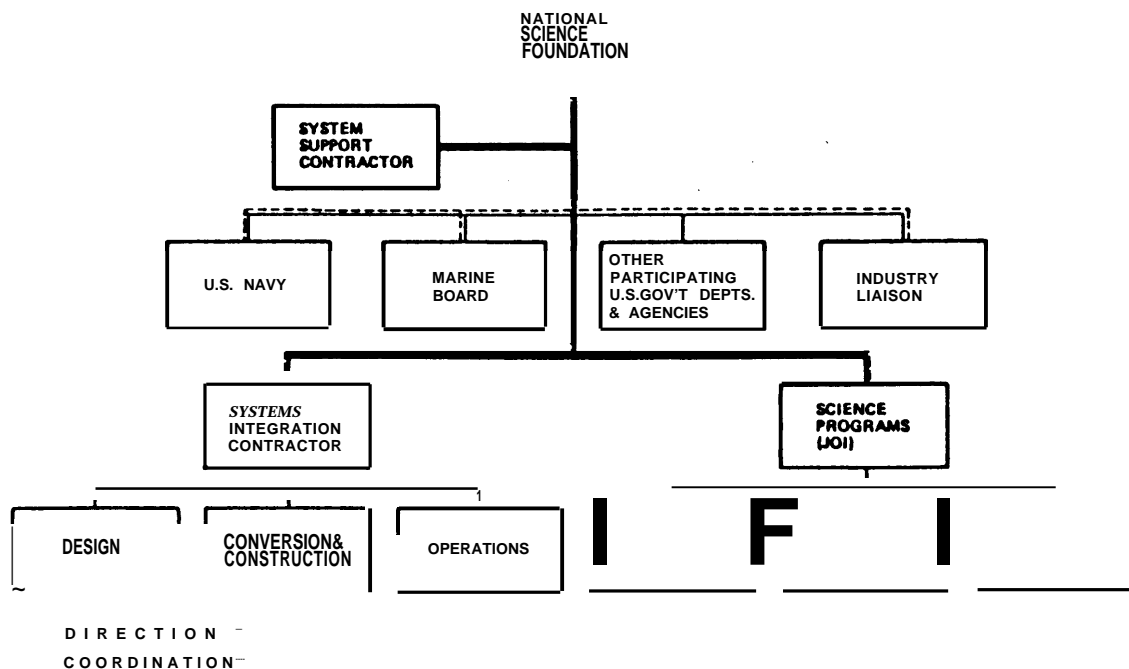 NATIONAL
SCIENCE
FOUNDATION
SYSTEM
SUPPORT
CONTRACTOR
U.S. NAVY
MARINE
BOARD
OTHER
PARTICIPATING
U.S.GOV'T DEPTS.
& AGENCIES
INDUSTRY
LIAISON
SYSTEMS
INTEGRATION
CONTRACTOR
SCIENCE
PROGRAMS
(JOI)
DESIGN
CONVERSION&
CONSTRUCTION
OPERATIONS
I F I
DIRECTION
COORDINATION